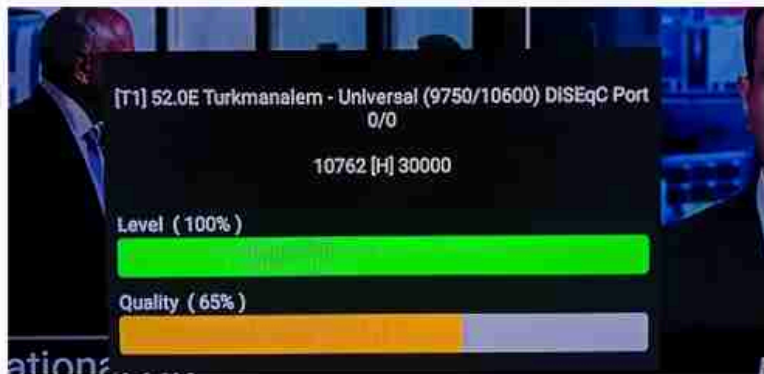 [T1] 52.0E Turkmanalem - Universal (9750/10600) DiSEqC Port
0/0
10762 [H] 30000
Level ( 100% )
Quality ( 65% )